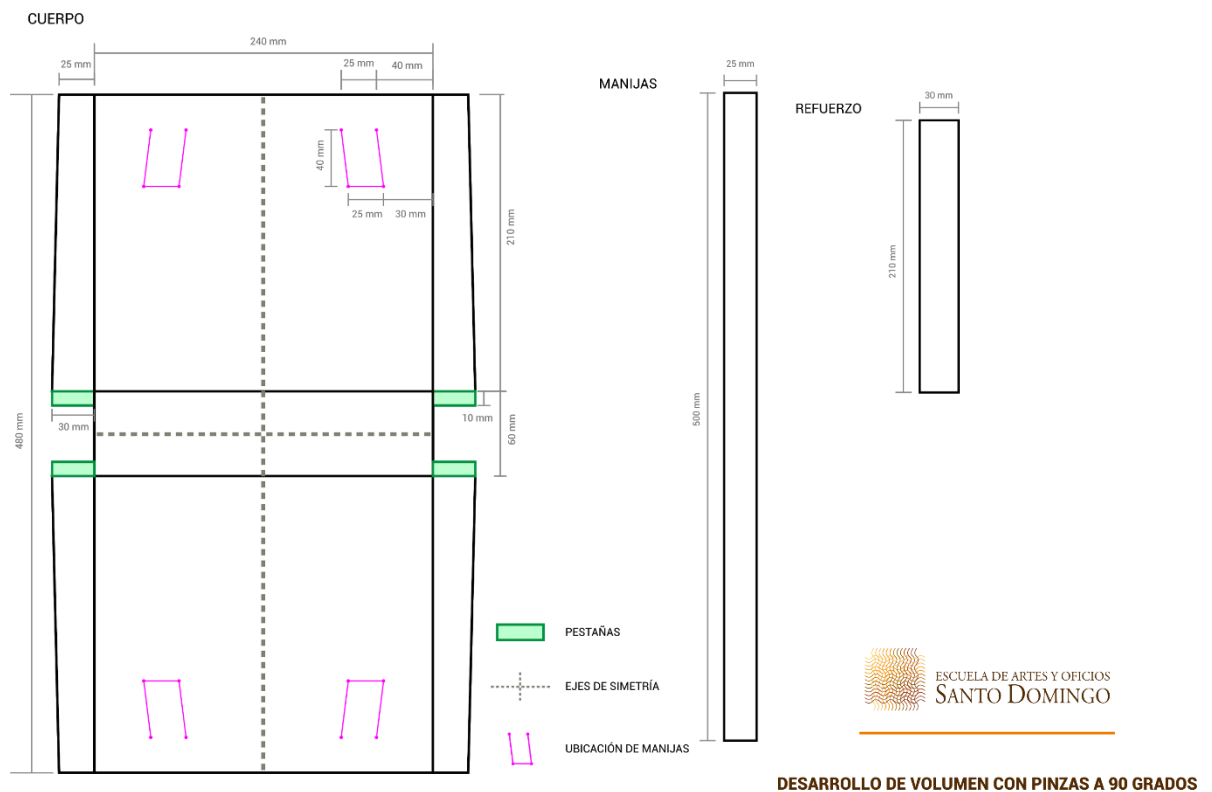 CUERPO
240 mm
25 mm
25 mm
40 mm
MANIJAS
25 mm
REFUERZO
30 mm
40 mm
25 mm
30 mm
210 mm
210 mm
480 mm
30 mm
10 mm
60 mm
500 mm
PESTAÑAS
EJES DE SIMETRÍA
UBICACIÓN DE MANIJAS
ESCUELA DE ARTES Y OFICIOS
SANTO DOMINGO
DESARROLLO DE VOLUMEN CON PINZAS A 90 GRADOS